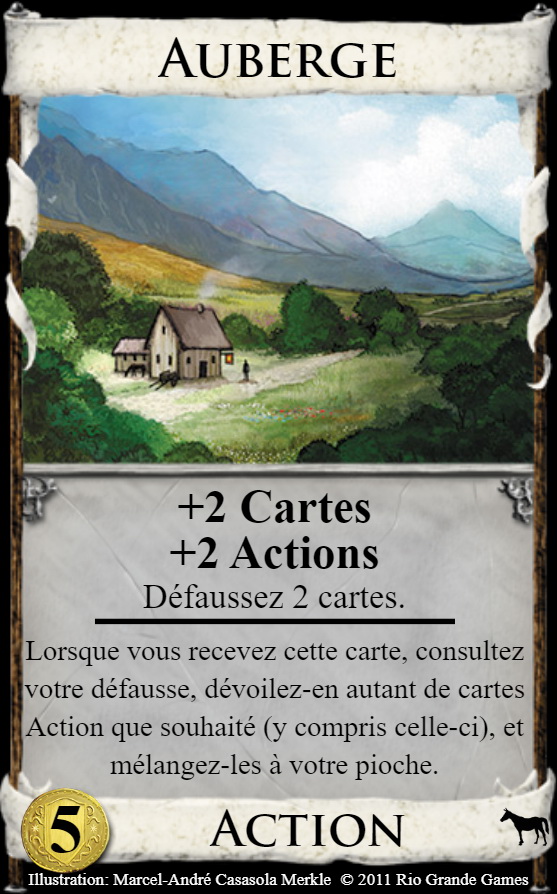 AUBERGE
+2 Cartes
+2 Actions
Défaussez 2 cartes.
Lorsque vous recevez cette carte, consultez
votre défausse, dévoilez-en autant de cartes
Action que souhaité (y compris celle-ci), et
mélangez-les à votre pioche.
5
ACTION
Illustration: Marcel-André Casasola Merkle © 2011 Rio Grande Games